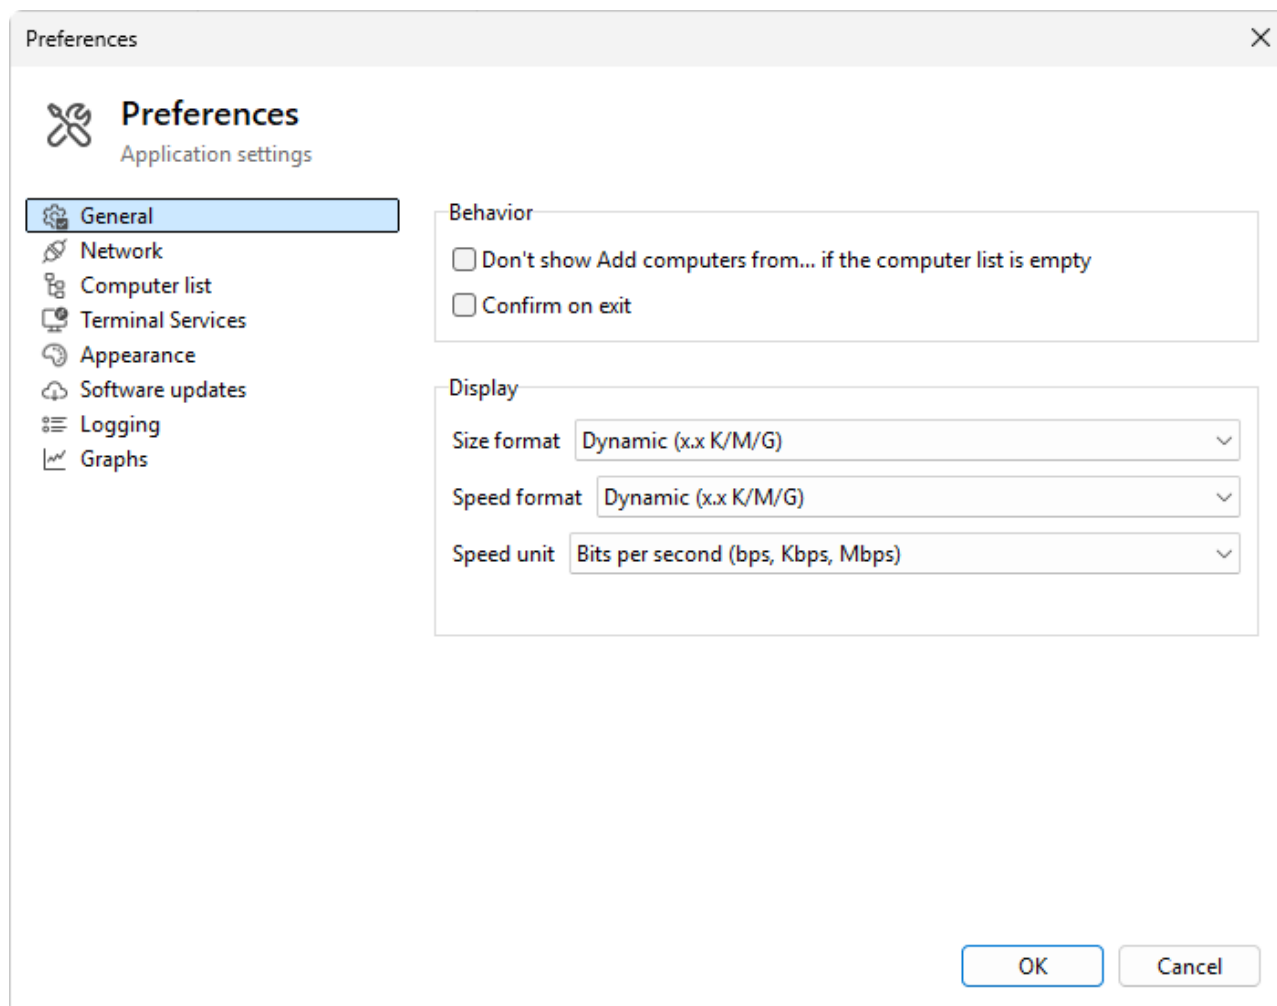 Preferences
Preferences
Application settings
General
Network
Computer list
Terminal Services
Appearance
Software updates
Logging
Graphs
Behavior
Don't show Add computers from... if the computer list is empty
Confirm on exit
Display
Size format Dynamic (x.x K/M/G)
Speed format Dynamic (x.x K/M/G)
Speed unit Bits per second (bps, Kbps, Mbps)
OK Cancel